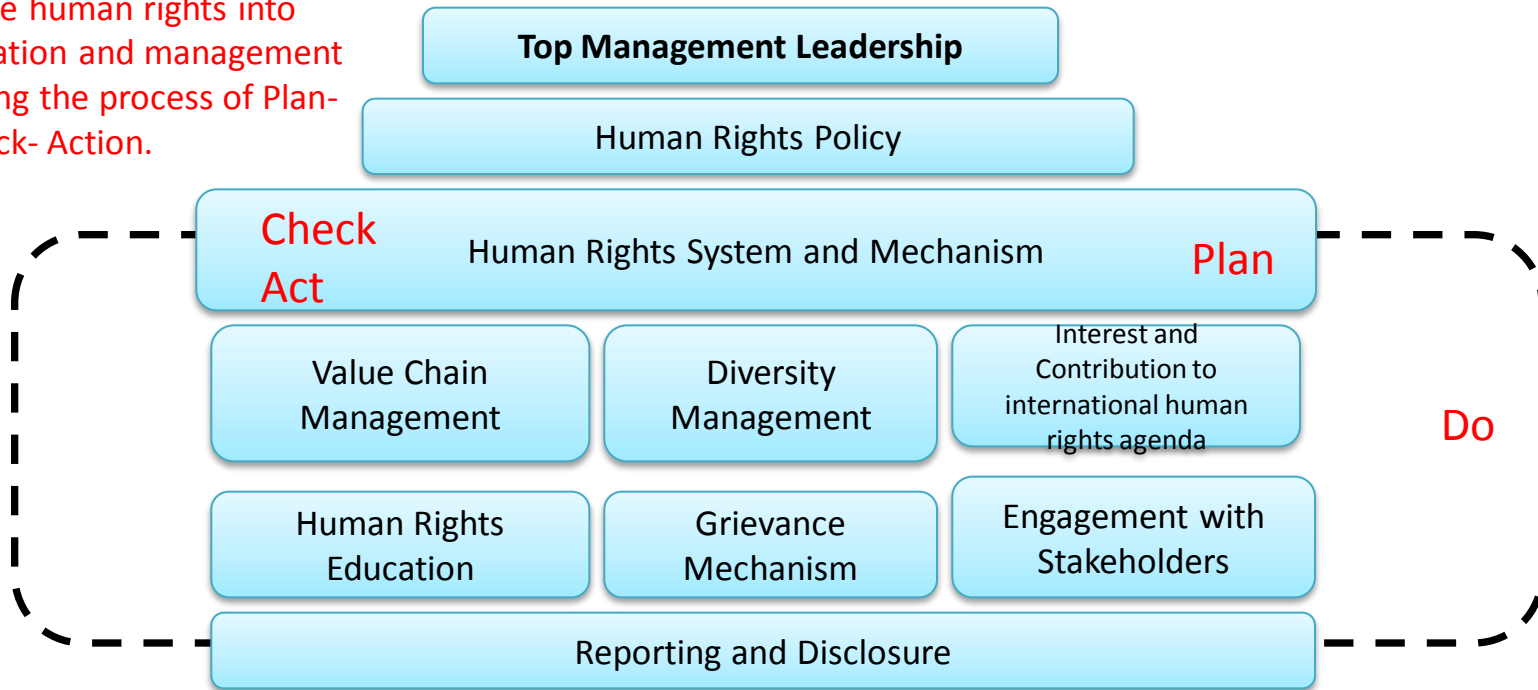 e human rights into
ation and management
ng the process of Plan-
ck- Action.
Top Management Leadership
Human Rights Policy
Check
Act
Human Rights System and Mechanism
Plan
Value Chain
Management
Diversity
Management
Interest and
Contribution to
international human
rights agenda
Do
Human Rights
Education
Grievance
Mechanism
Engagement with
Stakeholders
Reporting and Disclosure